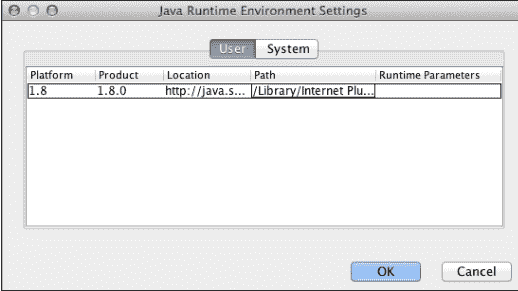 Java Runtime Environment Settings
User System
Platform Product Location Path Runtime Parameters
1.8 1.8.0 http://java.s... /Library/Internet Plu...
OK Cancel